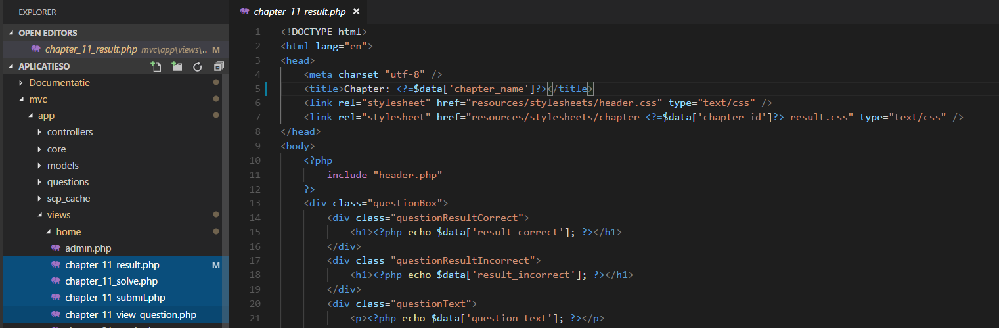 EXPLORER
OPEN EDITORS
chapter_11_result.php mvc\app\views\... M
APLICATIESO
Documentatie
mvc
app
controllers
core
models
questions
scp_cache
views
home
admin.php
chapter_11_result.php M
chapter_11_solve.php
chapter_11_submit.php
chapter_11_view_question.php
chapter_11_result.php ×
1 <!DOCTYPE html>
2 <html lang="en">
3 <head>
4 <meta charset="utf-8" />
5 <title>Chapter: <?=$data['chapter_name']?></title>
6 <link rel="stylesheet" href="resources/stylesheets/header.css" type="text/css" />
7 <link rel="stylesheet" href="resources/stylesheets/chapter_<?=$data['chapter_id']?>_result.css" type="text/css" />
8 </head>
9 <body>
10 <?php
11 include "header.php"
12 ?>
13 <div class="questionBox">
14 <div class="questionResultCorrect">
15 <h1><?php echo $data['result_correct']; ?></h1>
16 </div>
17 <div class="questionResultIncorrect">
18 <h1><?php echo $data['result_incorrect']; ?></h1>
19 </div>
20 <div class="questionText">
21 <p><?php echo $data['question_text']; ?></p>